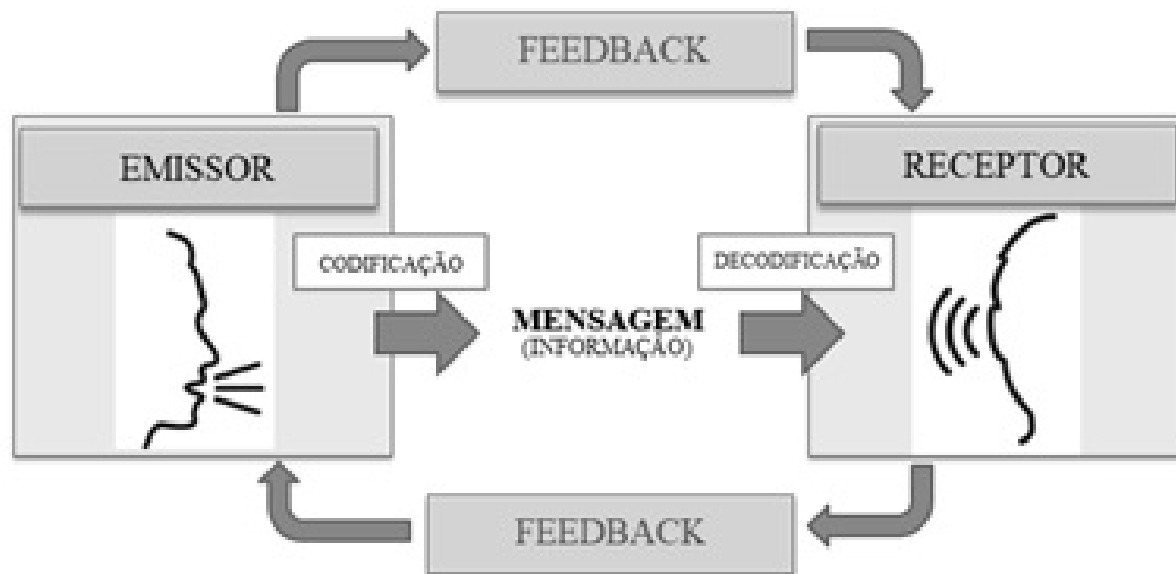 FEEDBACK
EMISSOR
RECEPTOR
CODIFICAÇÃO
DECODIFICAÇÃO
MENSAGEM
(INFORMAÇÃO)
FEEDBACK